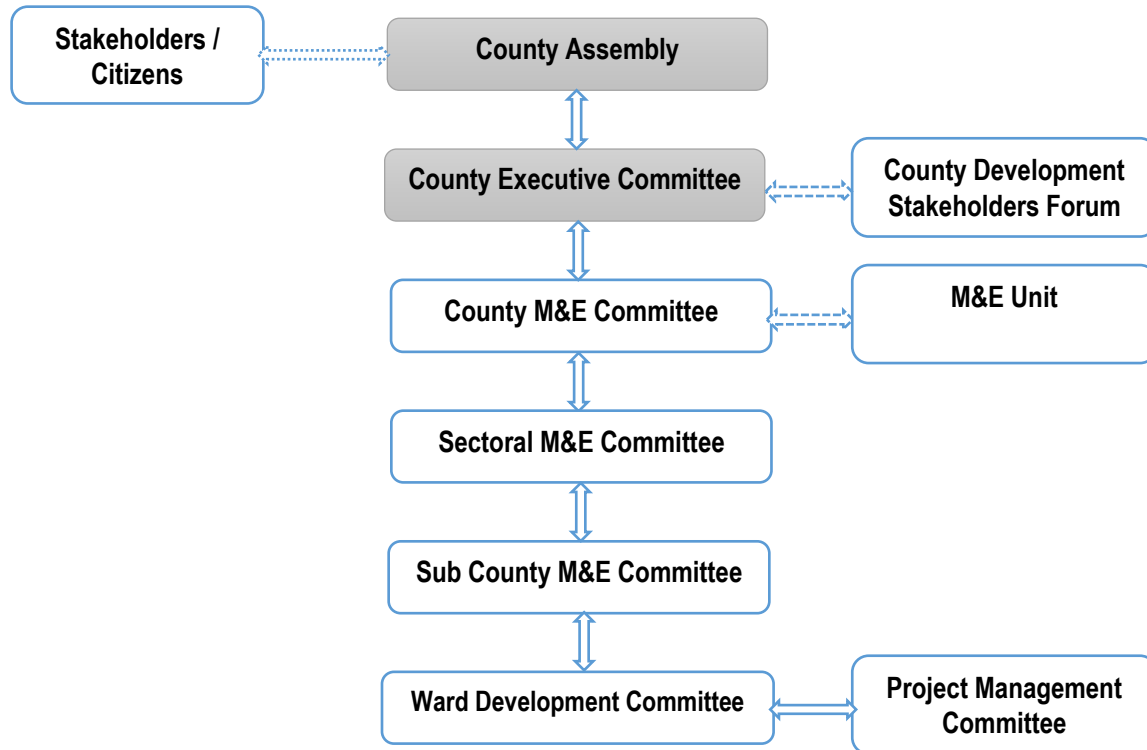 Stakeholders /
Citizens
County Assembly
County Executive Committee
County Development
Stakeholders Forum
County M&E Committee
M&E Unit
Sectoral M&E Committee
Sub County M&E Committee
Ward Development Committee
Project Management
Committee